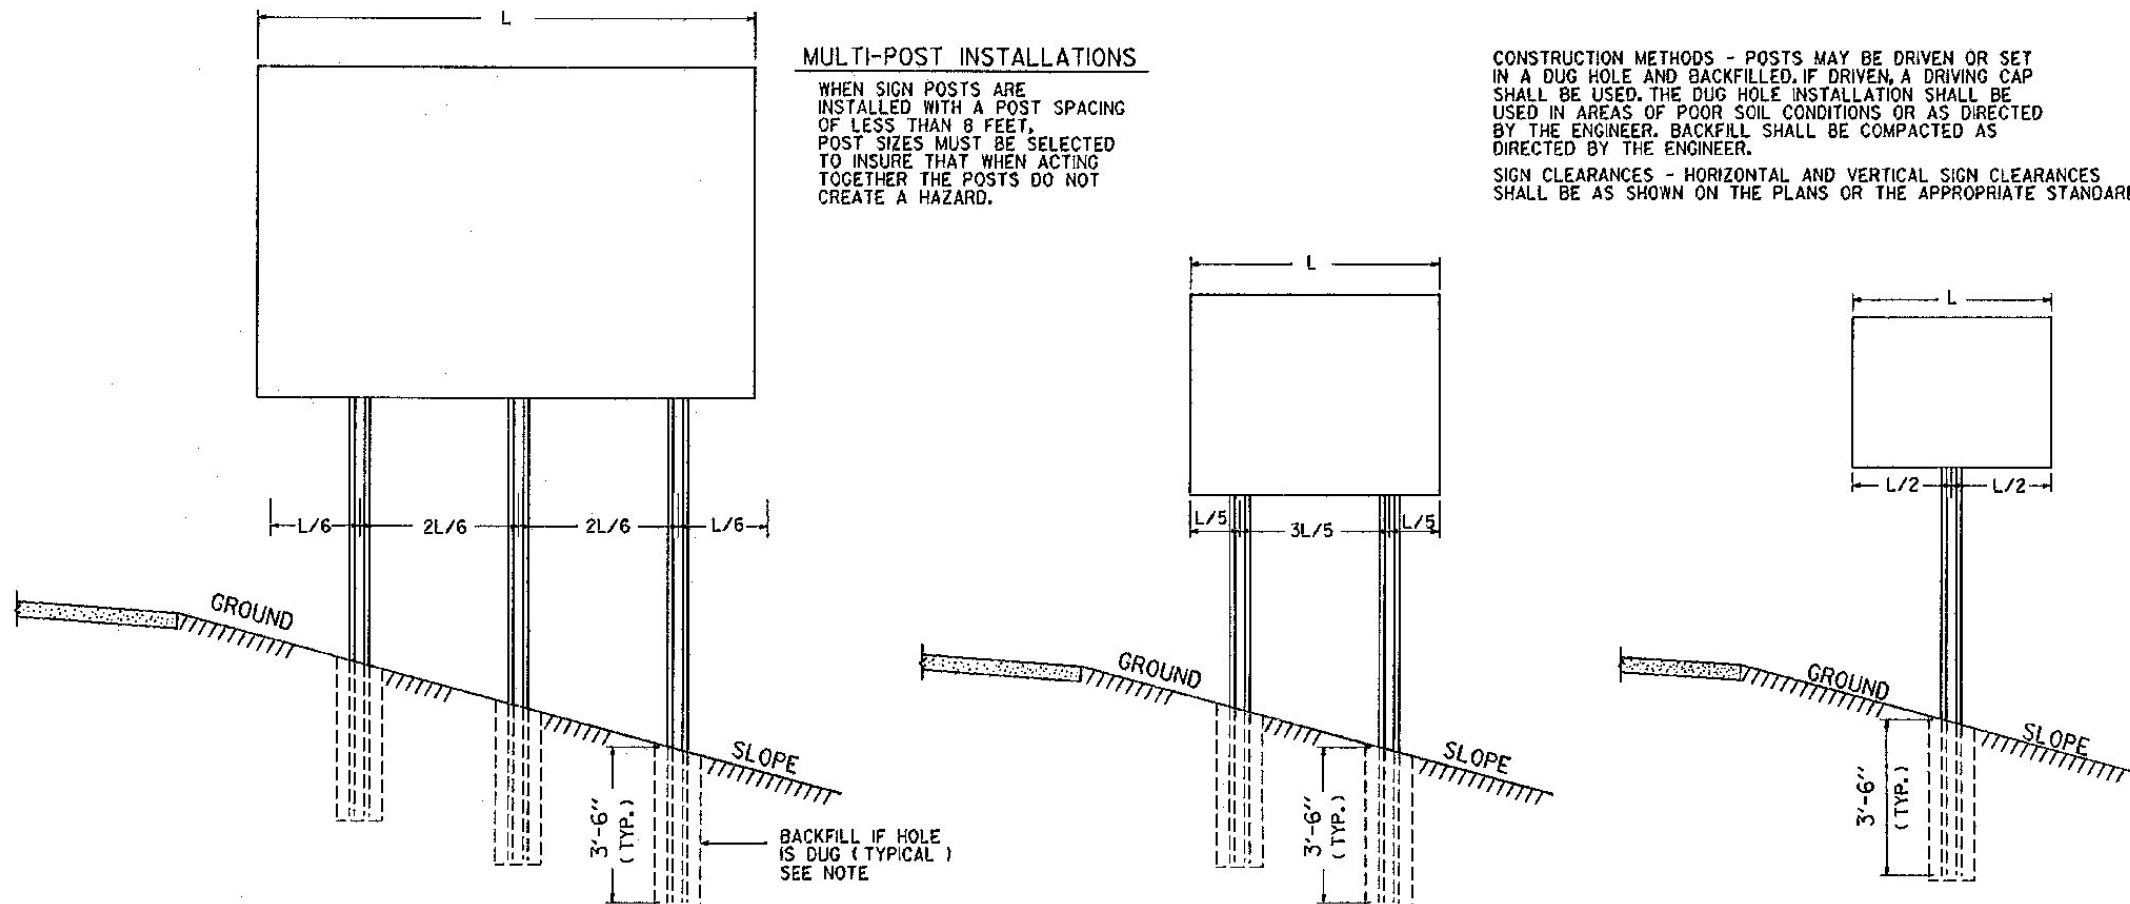 L
MULTI-POST INSTALLATIONS
WHEN SIGN POSTS ARE
INSTALLED WITH A POST SPACING
OF LESS THAN 8 FEET,
POST SIZES MUST BE SELECTED
TO INSURE THAT WHEN ACTING
TOGETHER THE POSTS DO NOT
CREATE A HAZARD.
CONSTRUCTION METHODS - POSTS MAY BE DRIVEN OR SET
IN A DUG HOLE AND BACKFILLED. IF DRIVEN, A DRIVING CAP
SHALL BE USED. THE DUG HOLE INSTALLATION SHALL BE
USED IN AREAS OF POOR SOIL CONDITIONS OR AS DIRECTED
BY THE ENGINEER. BACKFILL SHALL BE COMPACTED AS
DIRECTED BY THE ENGINEER.
SIGN CLEARANCES - HORIZONTAL AND VERTICAL SIGN CLEARANCES
SHALL BE AS SHOWN ON THE PLANS OR THE APPROPRIATE STANDARD
L/6 2L/6 2L/6 L/6
GROUND
SLOPE
3'-6"
(TYP.)
BACKFILL IF HOLE
IS DUG (TYPICAL)
SEE NOTE
L
L/5 3L/5 L/5
GROUND
SLOPE
3'-6"
(TYP.)
L
L/2 L/2
GROUND
SLOPE
3'-6"
(TYP.)